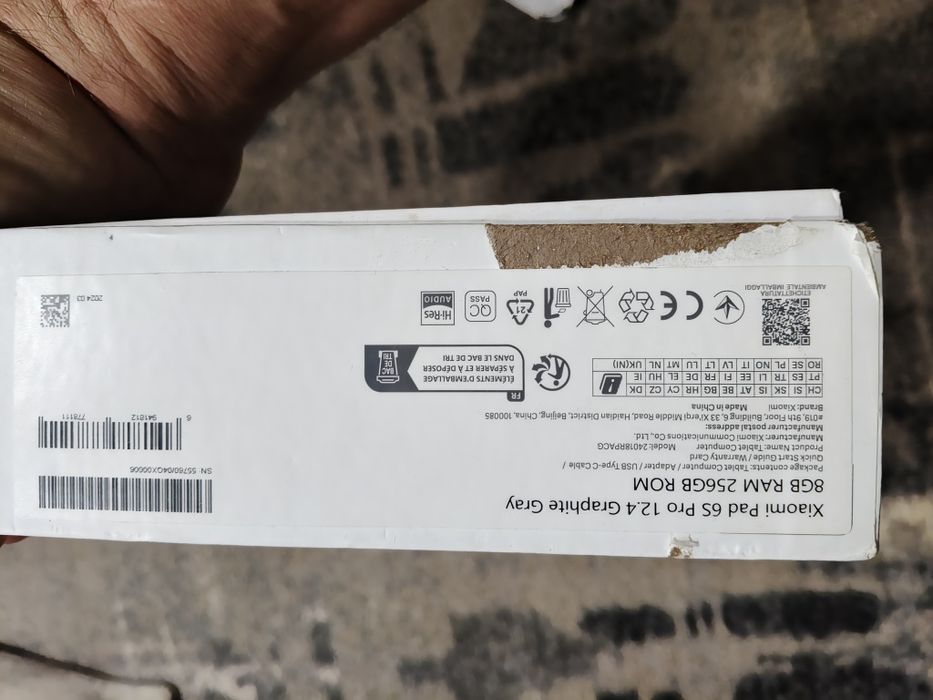 Xiaomi Pad 6S Pro 12.4 Graphite Gray
8GB RAM 256GB ROM
Package contents: Tablet Computer / Adapter / USB Type-C Cable /
Quick Start Guide / Warranty Card
Product Name: Tablet Computer Model: 24018RPACG
Manufacturer: Xiaomi Communications Co., Ltd.
Manufacturer postal address:
#019, 9th Floor, Building 6, 33 Xi'erqi Middle Road, Haidian District, Beijing, China, 100085
Brand: Xiaomi Made in China
SN: 55760/04QX00006
6 941812 778111
CH SI SK IS AT BE BG HR CY CZ DK
PT ES TR LI EE FI FR DE EL HU IE
RO SE PL NO IT LV LT LU MT NL UK(NI)
FR
ÉLÉMENTS D'EMBALLAGE
À SÉPARER ET À DÉPOSER
DANS LE BAC DE TRI
BAC
DE
TRI
ETICHETTATURA
AMBIENTALE IMBALLAGGI
CE
21
PAP
QC
PASS
Hi-Res
AUDIO
2024.03